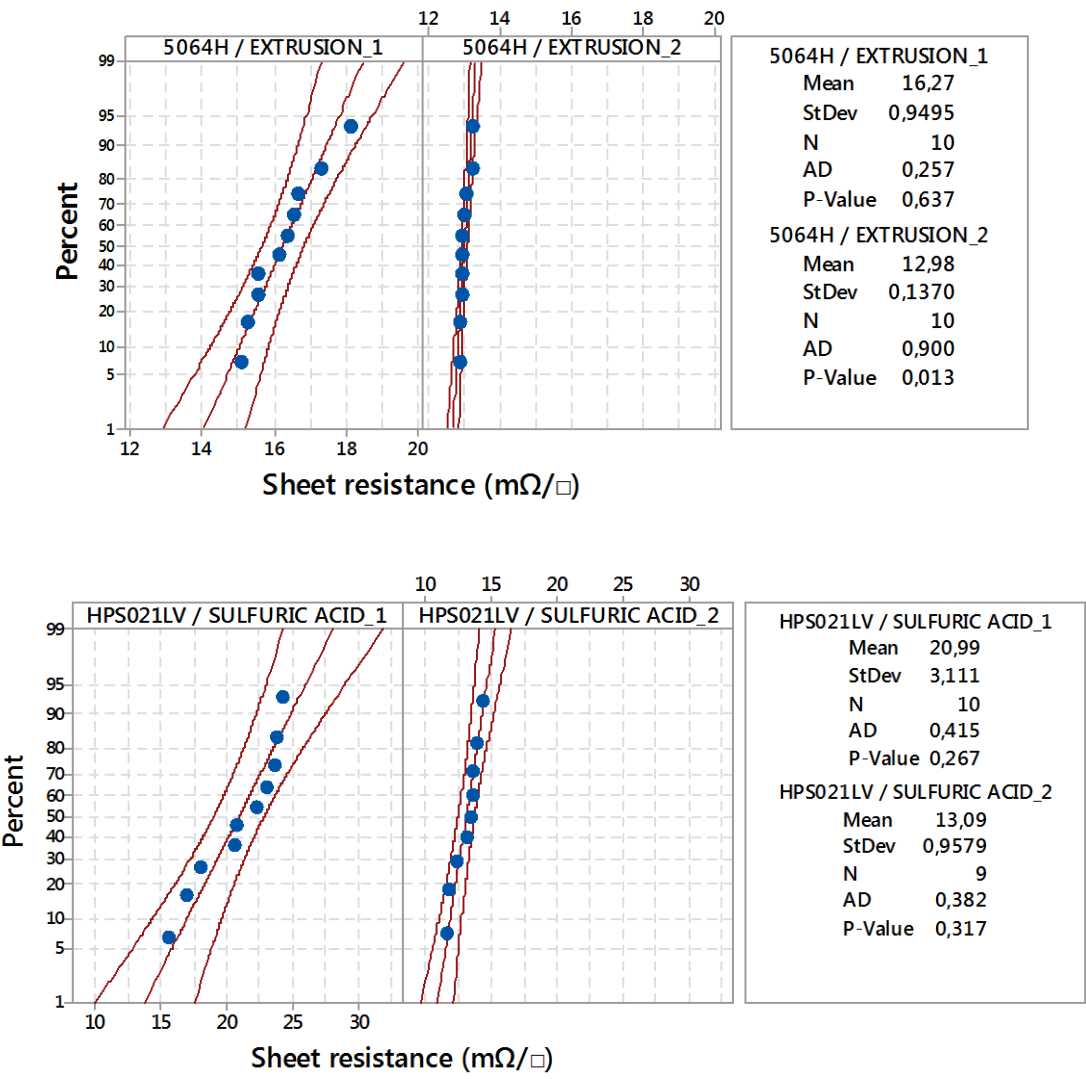 12 14 16 18 20
5064H / EXTRUSION_1 5064H / EXTRUSION_2
99
95
90
80
70
60
50
40
30
20
10
5
1
Percent
12 14 16 18 20
Sheet resistance (mΩ/□)
5064H / EXTRUSION_1
Mean 16,27
StDev 0,9495
N 10
AD 0,257
P-Value 0,637
5064H / EXTRUSION_2
Mean 12,98
StDev 0,1370
N 10
AD 0,900
P-Value 0,013
10 15 20 25 30
HPS021LV / SULFURIC ACID_1 HPS021LV / SULFURIC ACID_2
99
95
90
80
70
60
50
40
30
20
10
5
1
Percent
10 15 20 25 30
Sheet resistance (mΩ/□)
HPS021LV / SULFURIC ACID_1
Mean 20,99
StDev 3,111
N 10
AD 0,415
P-Value 0,267
HPS021LV / SULFURIC ACID_2
Mean 13,09
StDev 0,9579
N 9
AD 0,382
P-Value 0,317